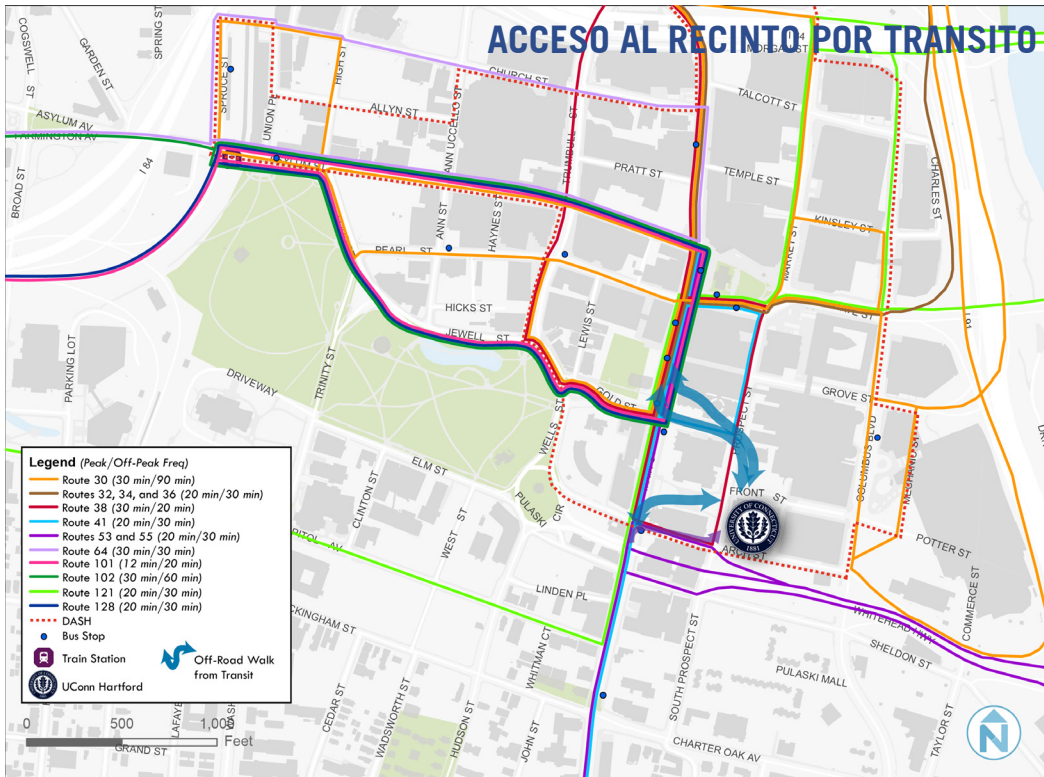 ACCESO AL RECINTO POR TRANSITO
COGSWELL ST
GARDEN ST
SPRING ST
SPRUCE ST
UNION PL
HIGH ST
CHURCH ST
ALLYN ST
ANN UCCELLO ST
TRUMBULL ST
MORGAN ST
TALCOTT ST
ASYLUM AV
FARMINGTON AV
I 84
BROAD ST
PRATT ST
TEMPLE ST
CHARLES ST
KINSLEY ST
MARKET ST
ANN ST
HAYNES ST
PEARL ST
HICKS ST
JEWELL ST
LEWIS ST
I 91
PARKING LOT
TRINITY ST
DRIVEWAY
GOLD ST
WELLS ST
PROSPECT ST
GROVE ST
COLUMBUS BLVD
MECHANIC ST
ELM ST
PULASKI CIR
CLINTON ST
WEST ST
FRONT ST
UNIVERSITY OF CONNECTICUT
1881
ARCH ST
POTTER ST
COMMERCE ST
LINDEN PL
WHITEHEAD HWY
SHELDON ST
WHITMAN CT
SOUTH PROSPECT ST
PULASKI MALL
CEDAR ST
WADSWORTH ST
HUDSON ST
JOHN ST
CHARTER OAK AV
TAYLOR ST
GRAND ST
Legend (Peak/Off-Peak Freq)
Route 30 (30 min/90 min)
Routes 32, 34, and 36 (20 min/30 min)
Route 38 (30 min/20 min)
Route 41 (20 min/30 min)
Routes 53 and 55 (20 min/30 min)
Route 64 (30 min/30 min)
Route 101 (12 min/20 min)
Route 102 (30 min/60 min)
Route 121 (20 min/30 min)
Route 128 (20 min/30 min)
DASH
Bus Stop
Train Station
Off-Road Walk
from Transit
UConn Hartford
0 500 1,000
Feet
N